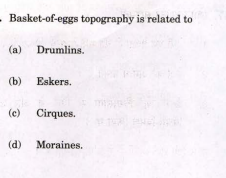 . Basket-of-eggs topography is related to
(a) Drumlins.
(b) Eskers.
(c) Cirques.
(d) Moraines.